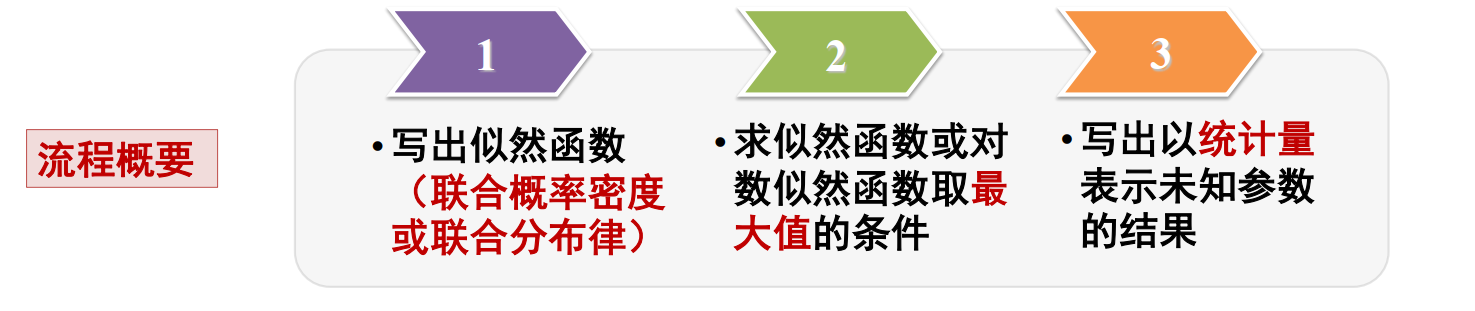 流程概要
1
•写出似然函数
（联合概率密度
或联合分布律）
2
•求似然函数或对
数似然函数取最
大值的条件
3
•写出以统计量
表示未知参数
的结果